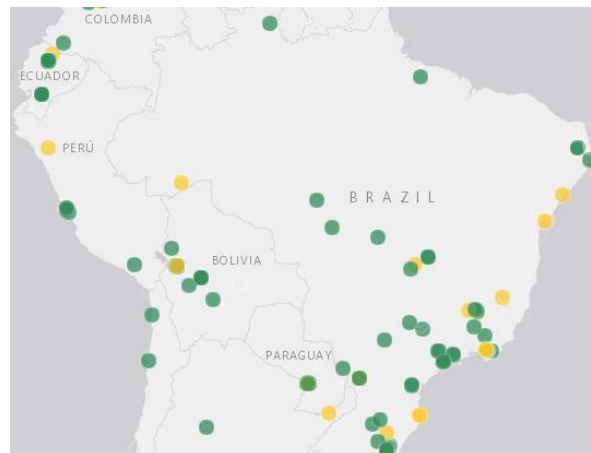 COLOMBIA
ECUADOR
PERÚ
BRAZIL
BOLIVIA
PARAGUAY